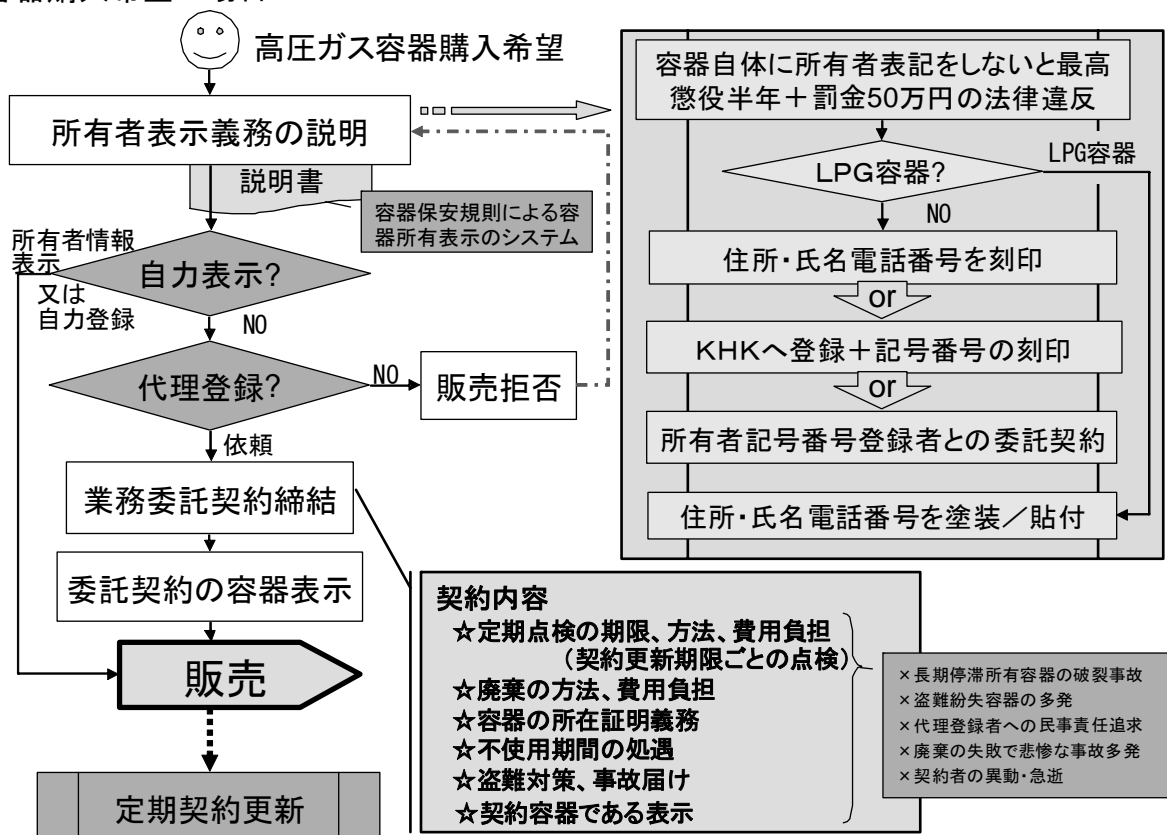 高圧ガス容器購入希望
所有者表示義務の説明
説明書
容器保安規則による容
器所有表示のシステム
所有者情報
表示
又は
自力登録
自力表示?
NO
代理登録?
NO
販売拒否
依頼
業務委託契約締結
委託契約の容器表示
販売
定期契約更新
容器自体に所有者表記をしないと最高
懲役半年＋罰金50万円の法律違反
LPG容器?
LPG容器
NO
住所・氏名電話番号を刻印
or
KHKへ登録＋記号番号の刻印
or
所有者記号番号登録者との委託契約
住所・氏名電話番号を塗装／貼付
契約内容
☆定期点検の期限、方法、費用負担
（契約更新期限ごとの点検）
☆廃棄の方法、費用負担
☆容器の所在証明義務
☆不使用期間の処遇
☆盗難対策、事故届け
☆契約容器である表示
×長期停滞所有容器の破裂事故
×盗難紛失容器の多発
×代理登録者への民事責任追求
×廃棄の失敗で悲惨な事故多発
×契約者の異動・急逝